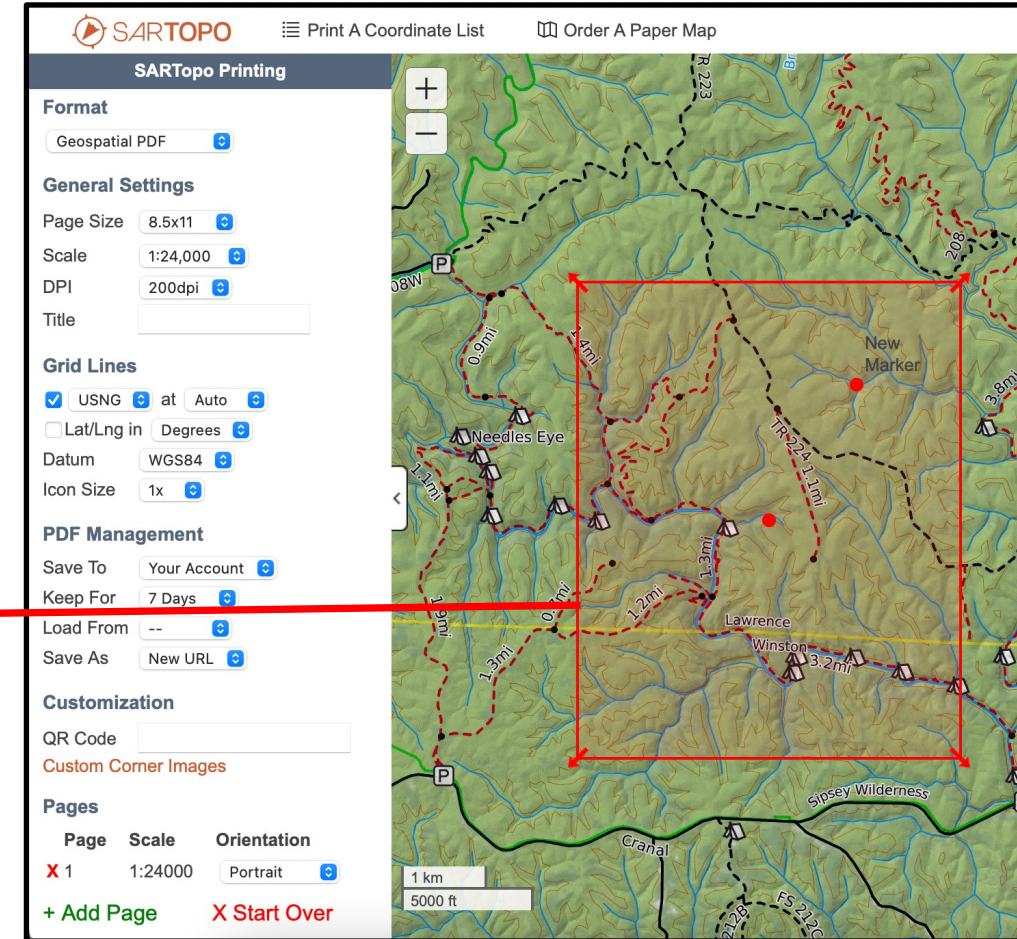 SARTOPO
Print A Coordinate List
Order A Paper Map
SARTopo Printing
Format
Geospatial PDF
General Settings
Page Size 8.5x11
Scale 1:24,000
DPI 200dpi
Title
Grid Lines
USNG at Auto
Lat/Lng in Degrees
Datum WGS84
Icon Size 1x
PDF Management
Save To Your Account
Keep For 7 Days
Load From --
Save As New URL
Customization
QR Code
Custom Corner Images
Pages
Page Scale Orientation
X 1 1:24000 Portrait
+ Add Page X Start Over
+
−
TR 223
Br
208
P
08W
0.9mi
1.4mi
New
Marker
3.8mi
Needles Eye
TR 224 1.1mi
1.1mi
1.3mi
1.2mi
1.9mi
Lawrence
Winston
3.2mi
1.3mi
P
Sipsey Wilderness
Cranal
1 km
5000 ft
212B
FS 212C